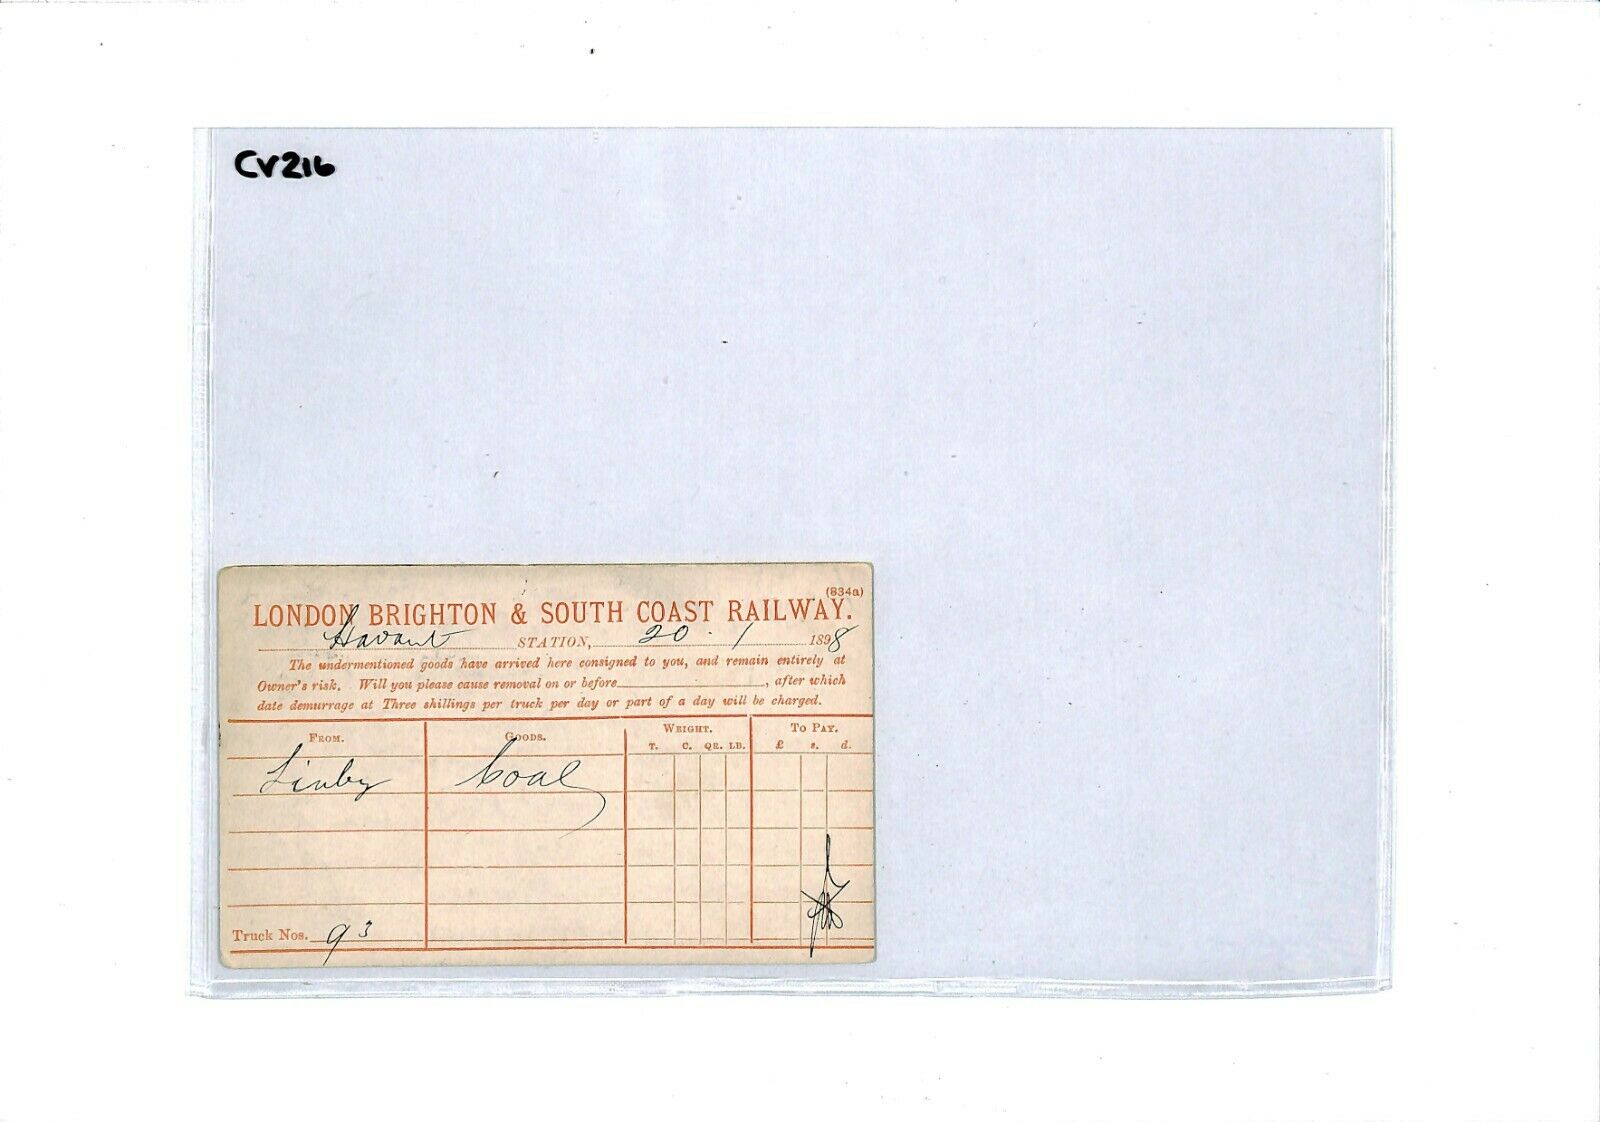 CV216
(834a)
LONDON BRIGHTON & SOUTH COAST RAILWAY.
Havant STATION, 20 . 1 1898
The undermentioned goods have arrived here consigned to you, and remain entirely at
Owner's risk. Will you please cause removal on or before , after which
date demurrage at Three shillings per truck per day or part of a day will be charged.
FROM. GOODS. WEIGHT. TO PAY.
T. C. QR. LB. £ s. d.
Linby Coal
Truck Nos. 93